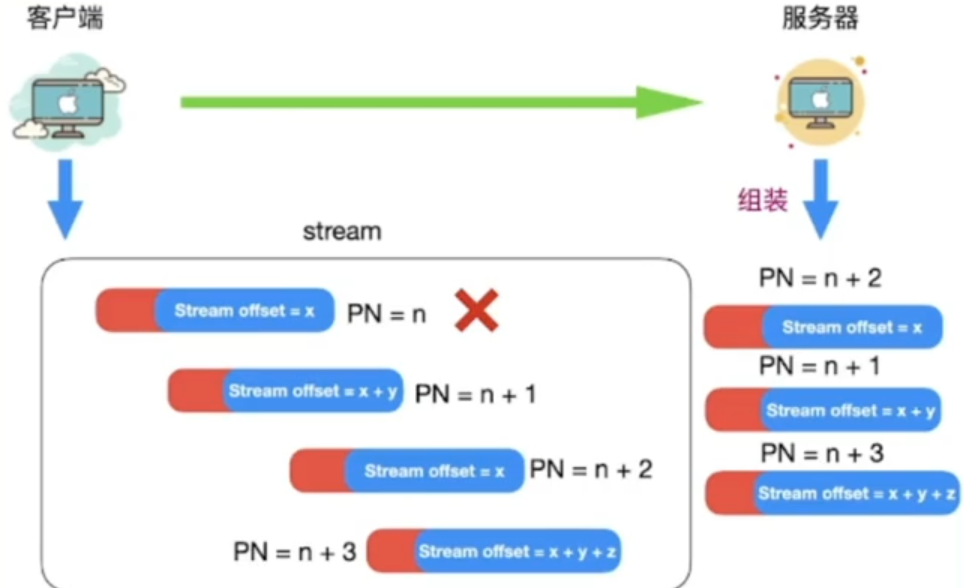 客户端
服务器
组装
stream
Stream offset = x
PN = n
Stream offset = x + y
PN = n + 1
Stream offset = x
PN = n + 2
PN = n + 3
Stream offset = x + y + z
PN = n + 2
Stream offset = x
PN = n + 1
Stream offset = x + y
PN = n + 3
Stream offset = x + y + z